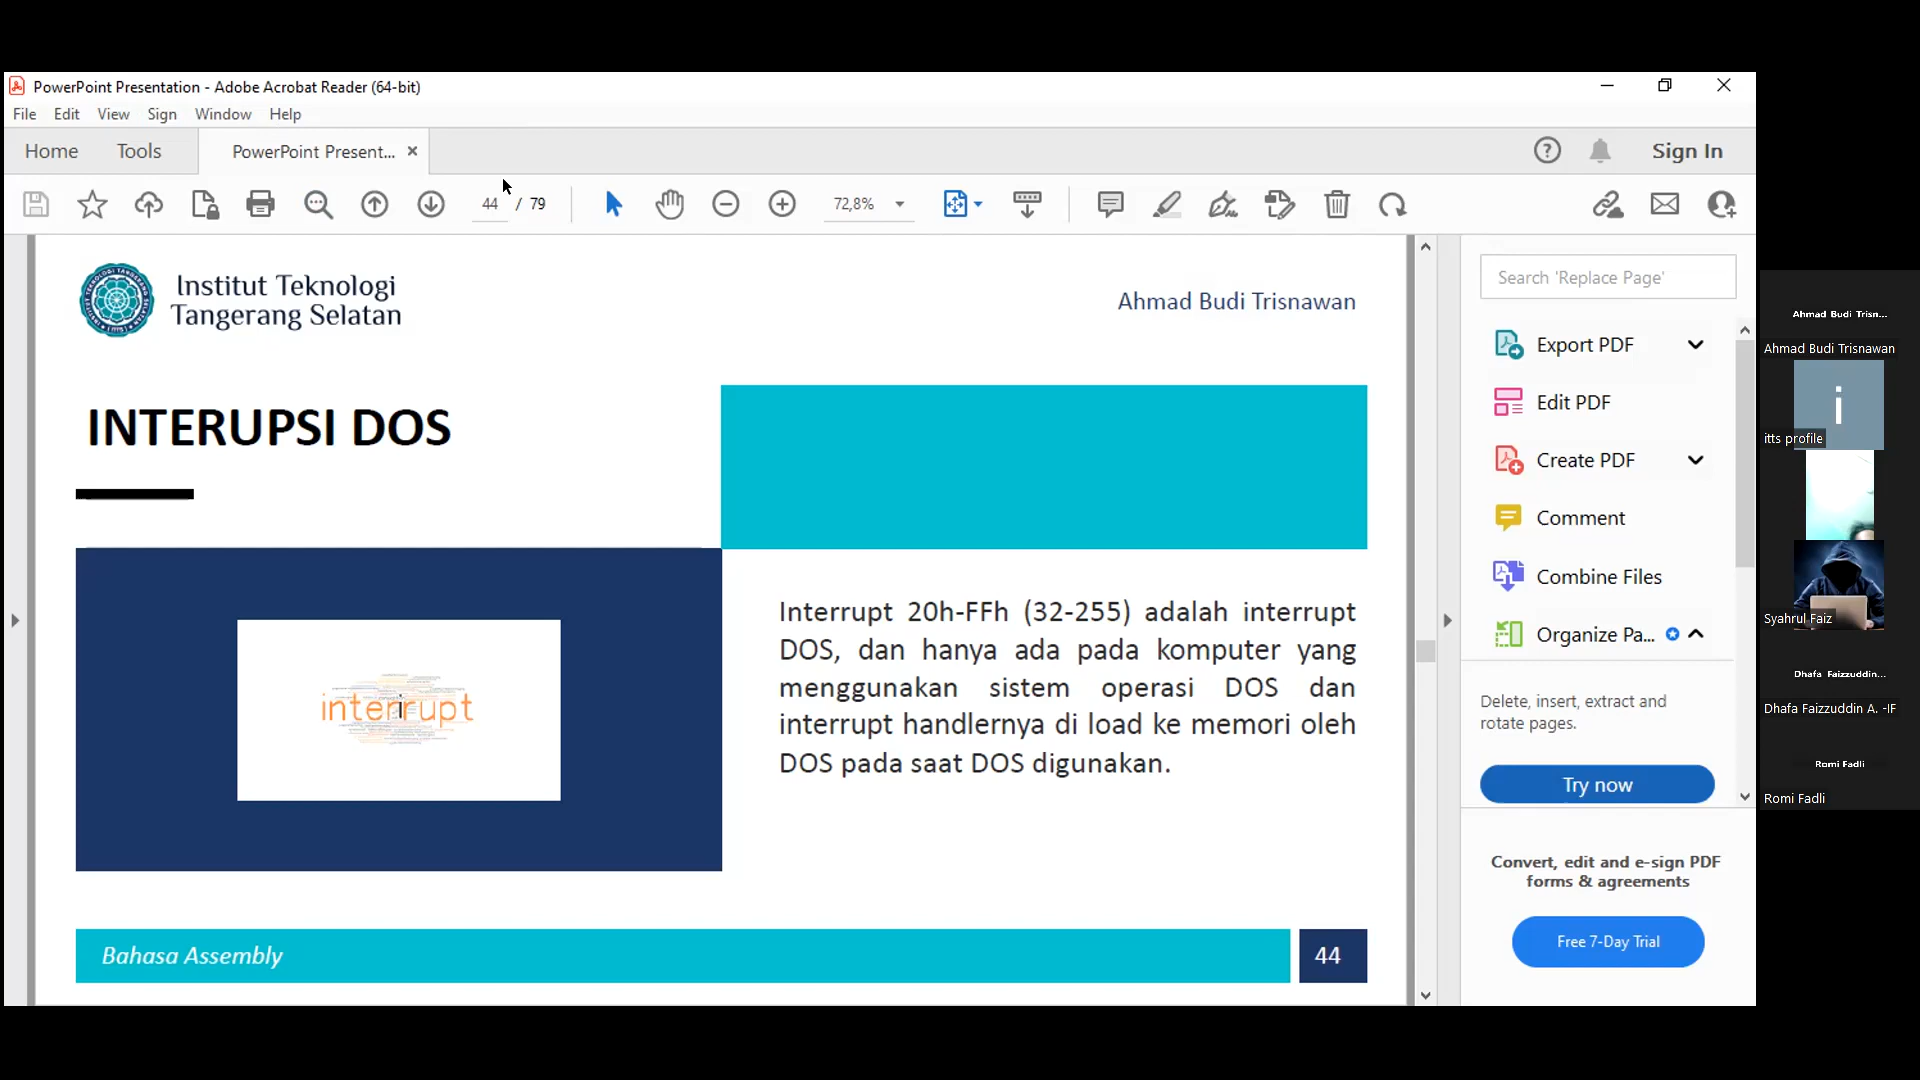 PowerPoint Presentation - Adobe Acrobat Reader (64-bit)
File Edit View Sign Window Help
Home Tools PowerPoint Present... Sign In
44 / 79 72,8%
Institut Teknologi
Tangerang Selatan
Ahmad Budi Trisnawan
INTERUPSI DOS
interrupt
Interrupt 20h-FFh (32-255) adalah interrupt
DOS, dan hanya ada pada komputer yang
menggunakan sistem operasi DOS dan
interrupt handlernya di load ke memori oleh
DOS pada saat DOS digunakan.
Bahasa Assembly
44
Search 'Replace Page'
Export PDF
Edit PDF
Create PDF
Comment
Combine Files
Organize Pa...
Delete, insert, extract and
rotate pages.
Try now
Convert, edit and e-sign PDF
forms & agreements
Free 7-Day Trial
Ahmad Budi Trisn...
Ahmad Budi Trisnawan
i
itts profile
Syahrul Faiz
Dhafa Faizzuddin...
Dhafa Faizzuddin A. -IF
Romi Fadli
Romi Fadli